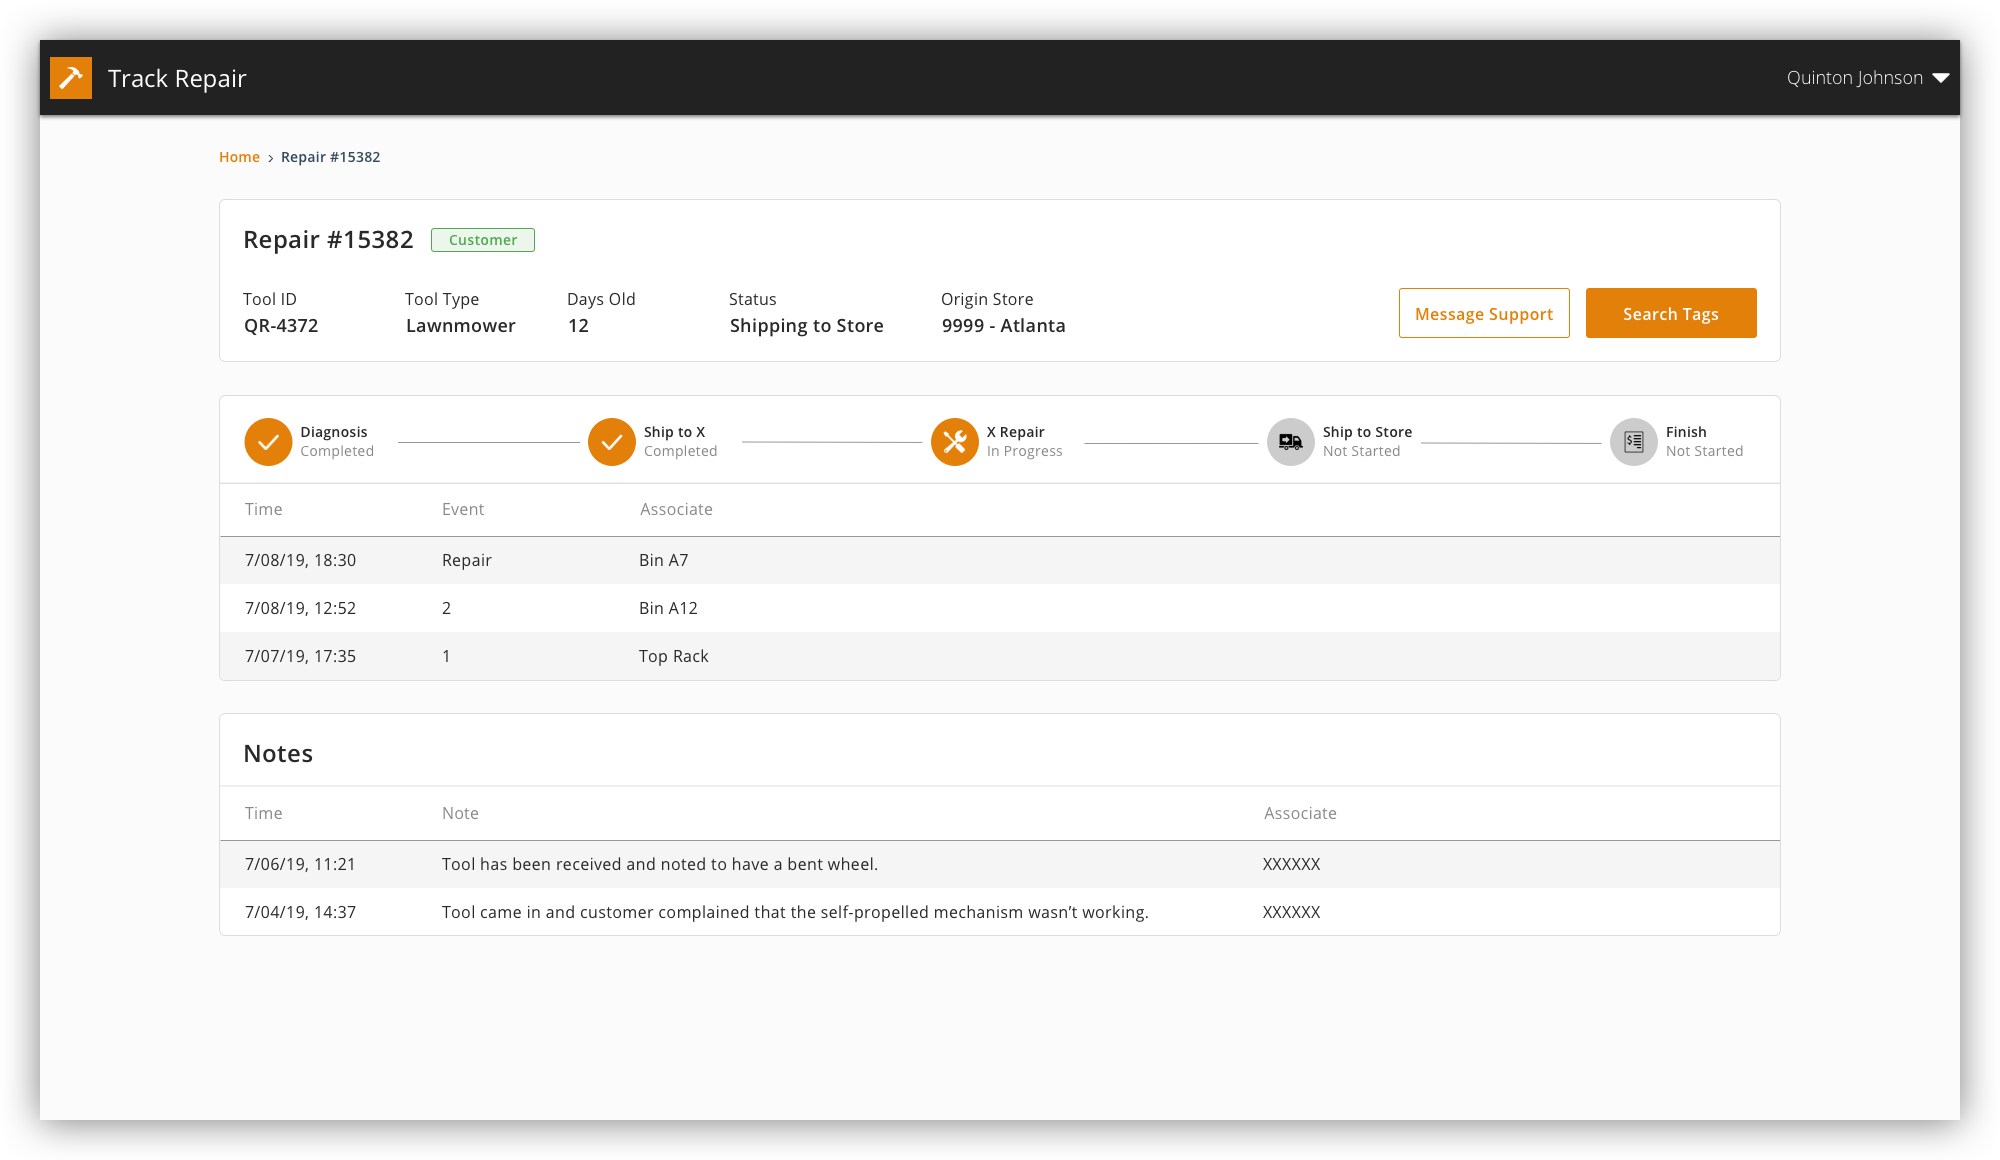 Track Repair
Quinton Johnson
Home › Repair #15382
Repair #15382 Customer
Tool ID Tool Type Days Old Status Origin Store
QR-4372 Lawnmower 12 Shipping to Store 9999 - Atlanta
Message Support Search Tags
Diagnosis Ship to X X Repair Ship to Store Finish
Completed Completed In Progress Not Started Not Started
Time Event Associate
7/08/19, 18:30 Repair Bin A7
7/08/19, 12:52 2 Bin A12
7/07/19, 17:35 1 Top Rack
Notes
Time Note Associate
7/06/19, 11:21 Tool has been received and noted to have a bent wheel. XXXXXX
7/04/19, 14:37 Tool came in and customer complained that the self-propelled mechanism wasn’t working. XXXXXX